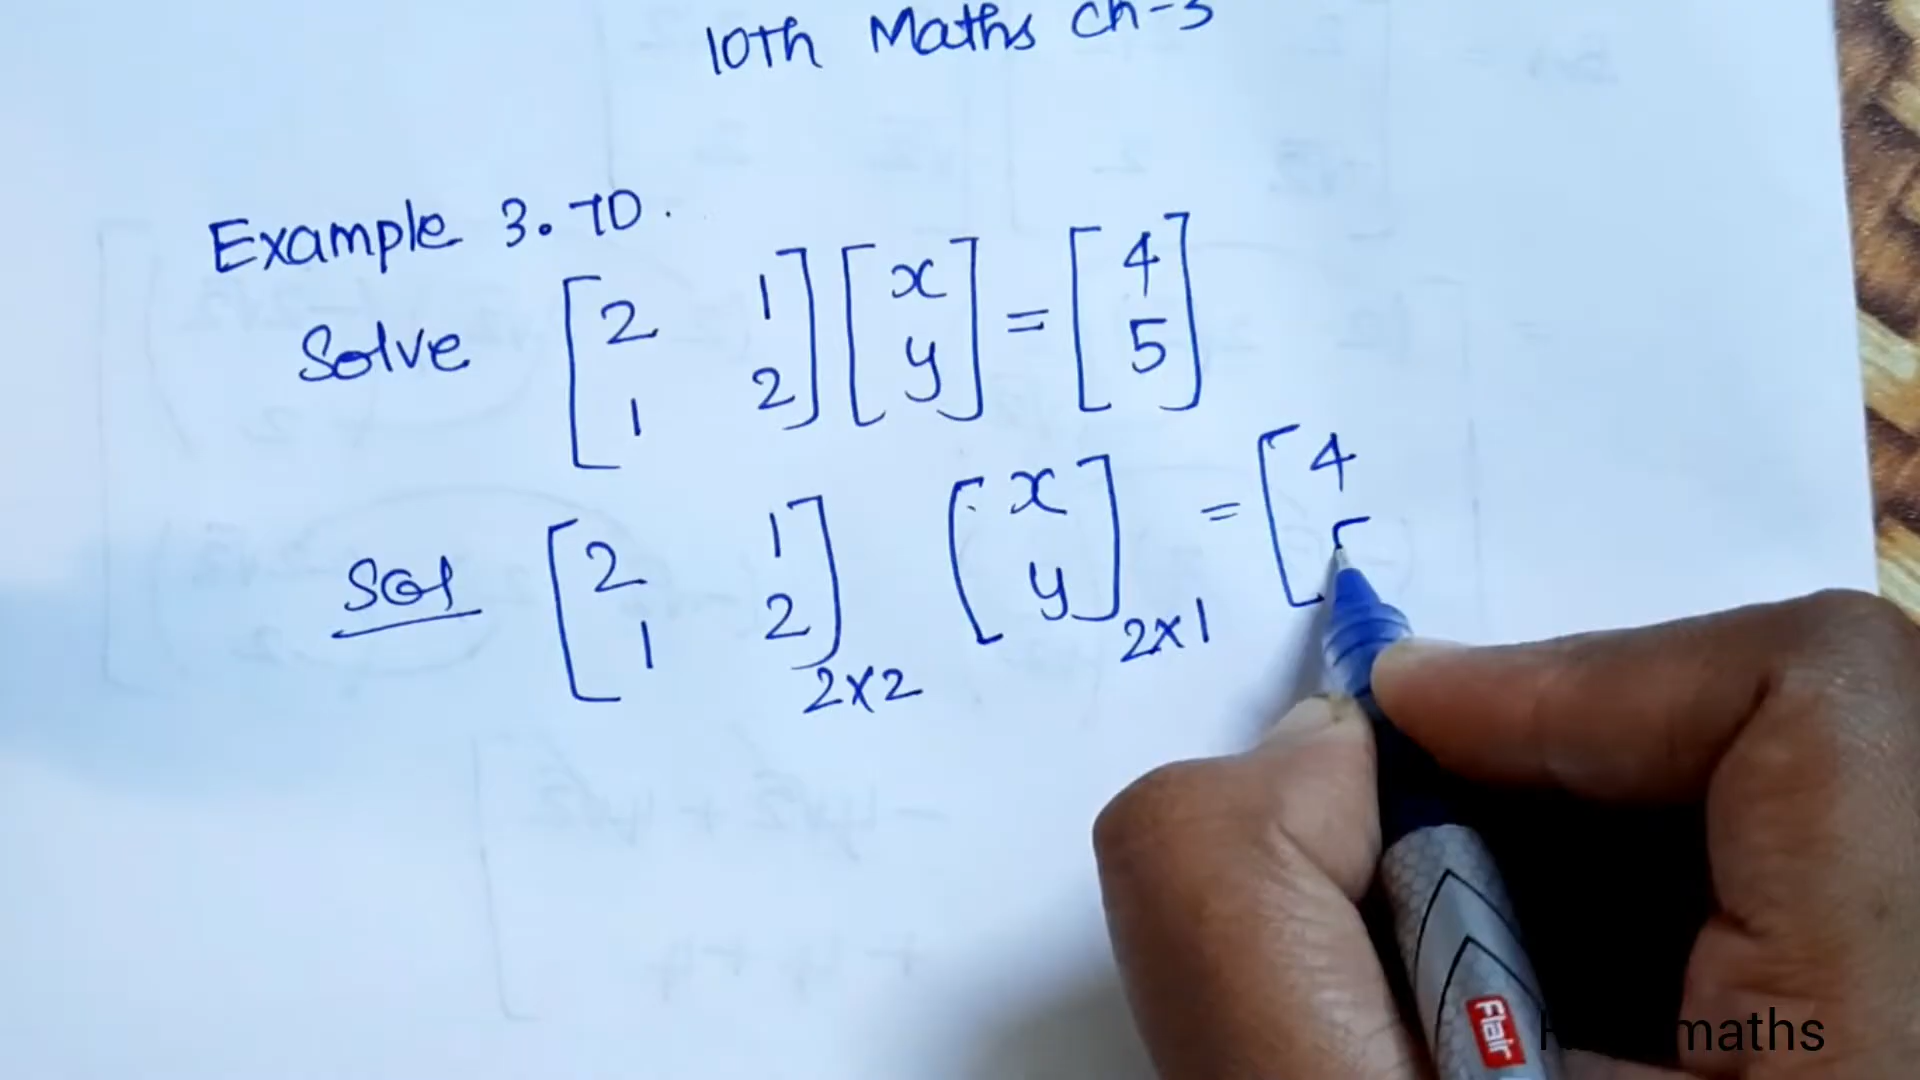 10th Maths Ch-3
Example 3.70.
Solve [2 1 1 2] [x y] = [4 5]
Sol [2 1 1 2] 2x2 [x y] 2x1 = [4
Flair
maths